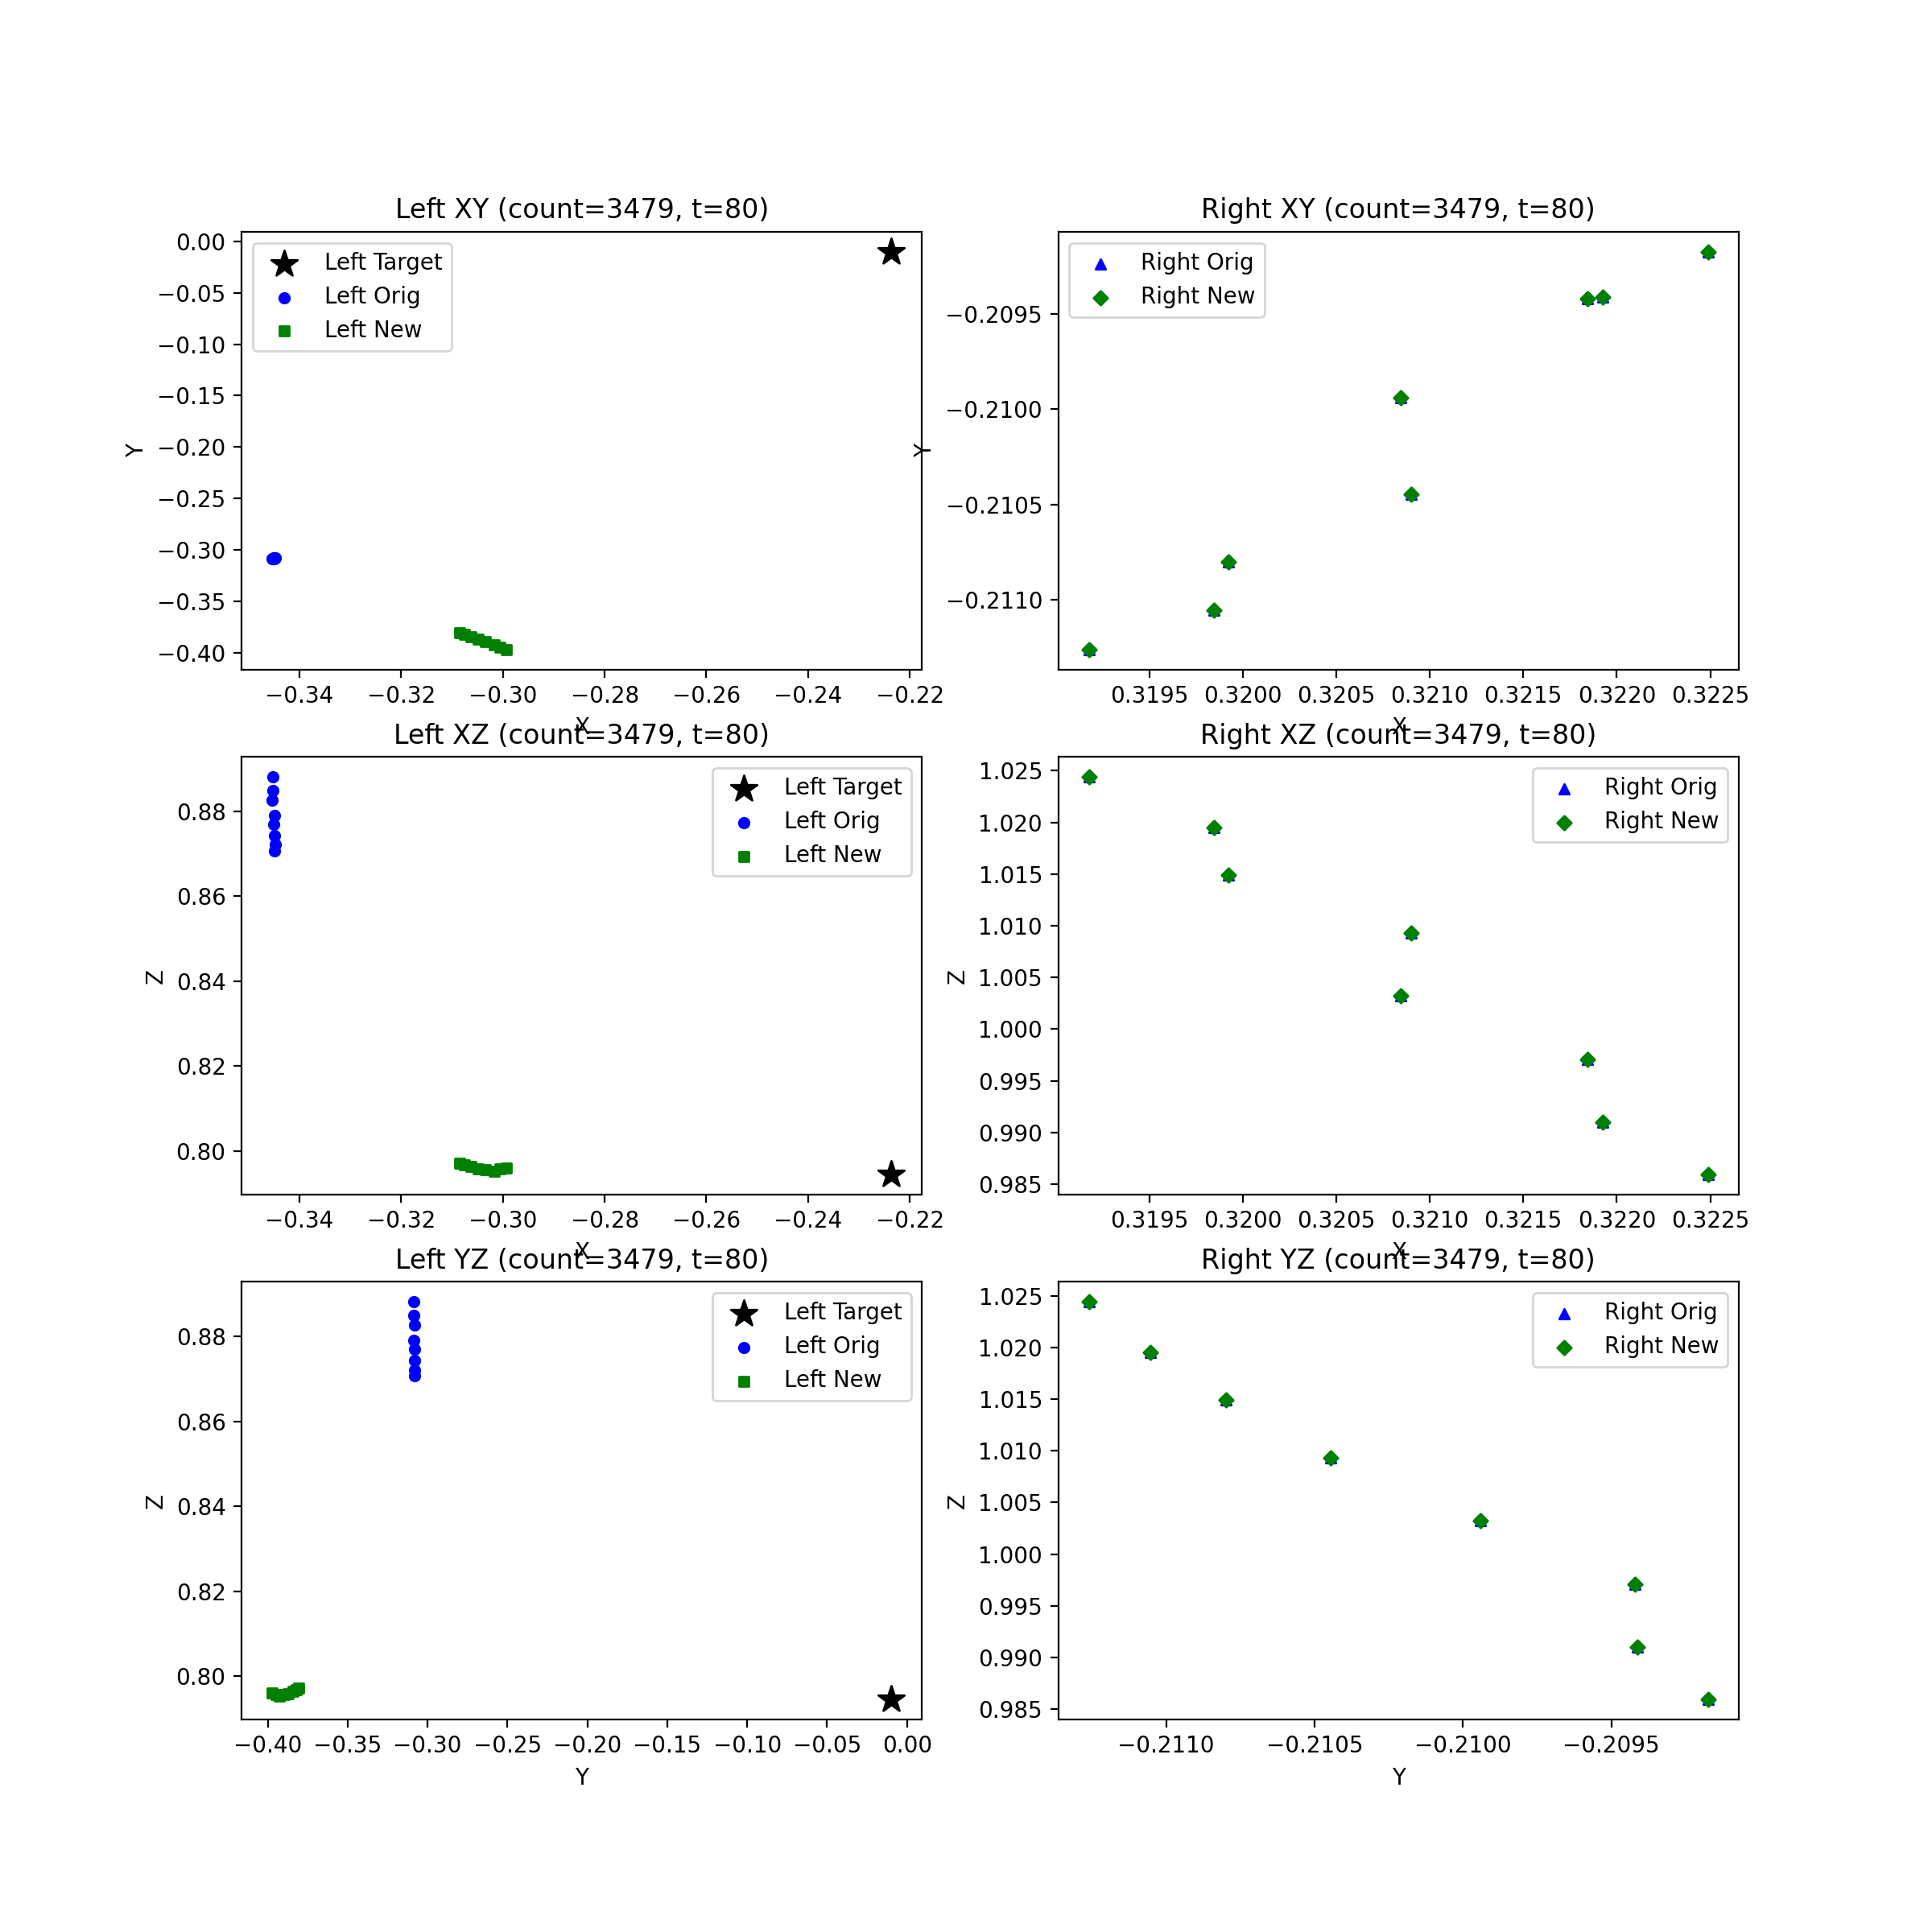 Left XY (count=3479, t=80)
Left Target
Left Orig
Left New
0.00
−0.05
−0.10
−0.15
−0.20
−0.25
−0.30
−0.35
−0.40
Y
−0.34 −0.32 −0.30 −0.28 −0.26 −0.24 −0.22
X
Right XY (count=3479, t=80)
Right Orig
Right New
−0.2095
−0.2100
−0.2105
−0.2110
Y
0.3195 0.3200 0.3205 0.3210 0.3215 0.3220 0.3225
X
Left XZ (count=3479, t=80)
Left Target
Left Orig
Left New
0.88
0.86
0.84
0.82
0.80
Z
−0.34 −0.32 −0.30 −0.28 −0.26 −0.24 −0.22
X
Right XZ (count=3479, t=80)
Right Orig
Right New
1.025
1.020
1.015
1.010
1.005
1.000
0.995
0.990
0.985
Z
0.3195 0.3200 0.3205 0.3210 0.3215 0.3220 0.3225
X
Left YZ (count=3479, t=80)
Left Target
Left Orig
Left New
0.88
0.86
0.84
0.82
0.80
Z
−0.40 −0.35 −0.30 −0.25 −0.20 −0.15 −0.10 −0.05 0.00
Y
Right YZ (count=3479, t=80)
Right Orig
Right New
1.025
1.020
1.015
1.010
1.005
1.000
0.995
0.990
0.985
Z
−0.2110 −0.2105 −0.2100 −0.2095
Y